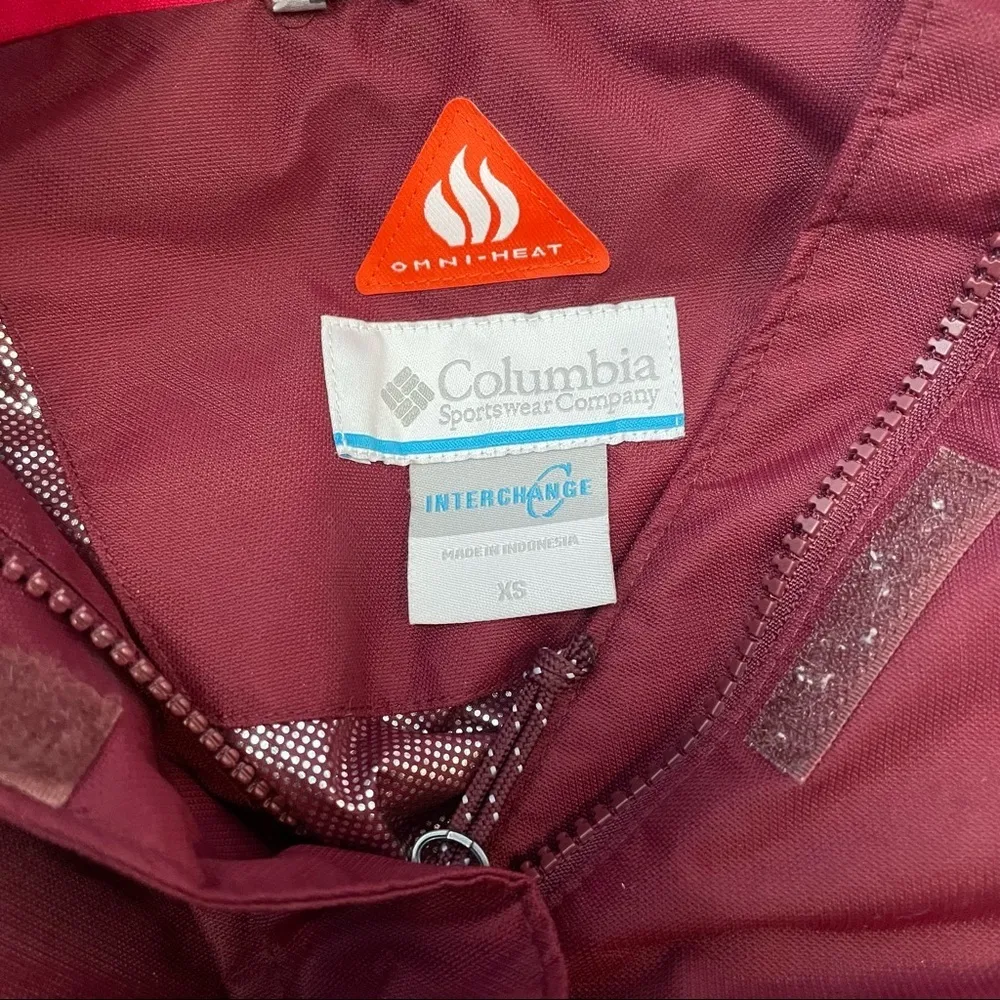 OMNI-HEAT
Columbia
Sportswear Company
INTERCHANGE
MADE IN INDONESIA
XS